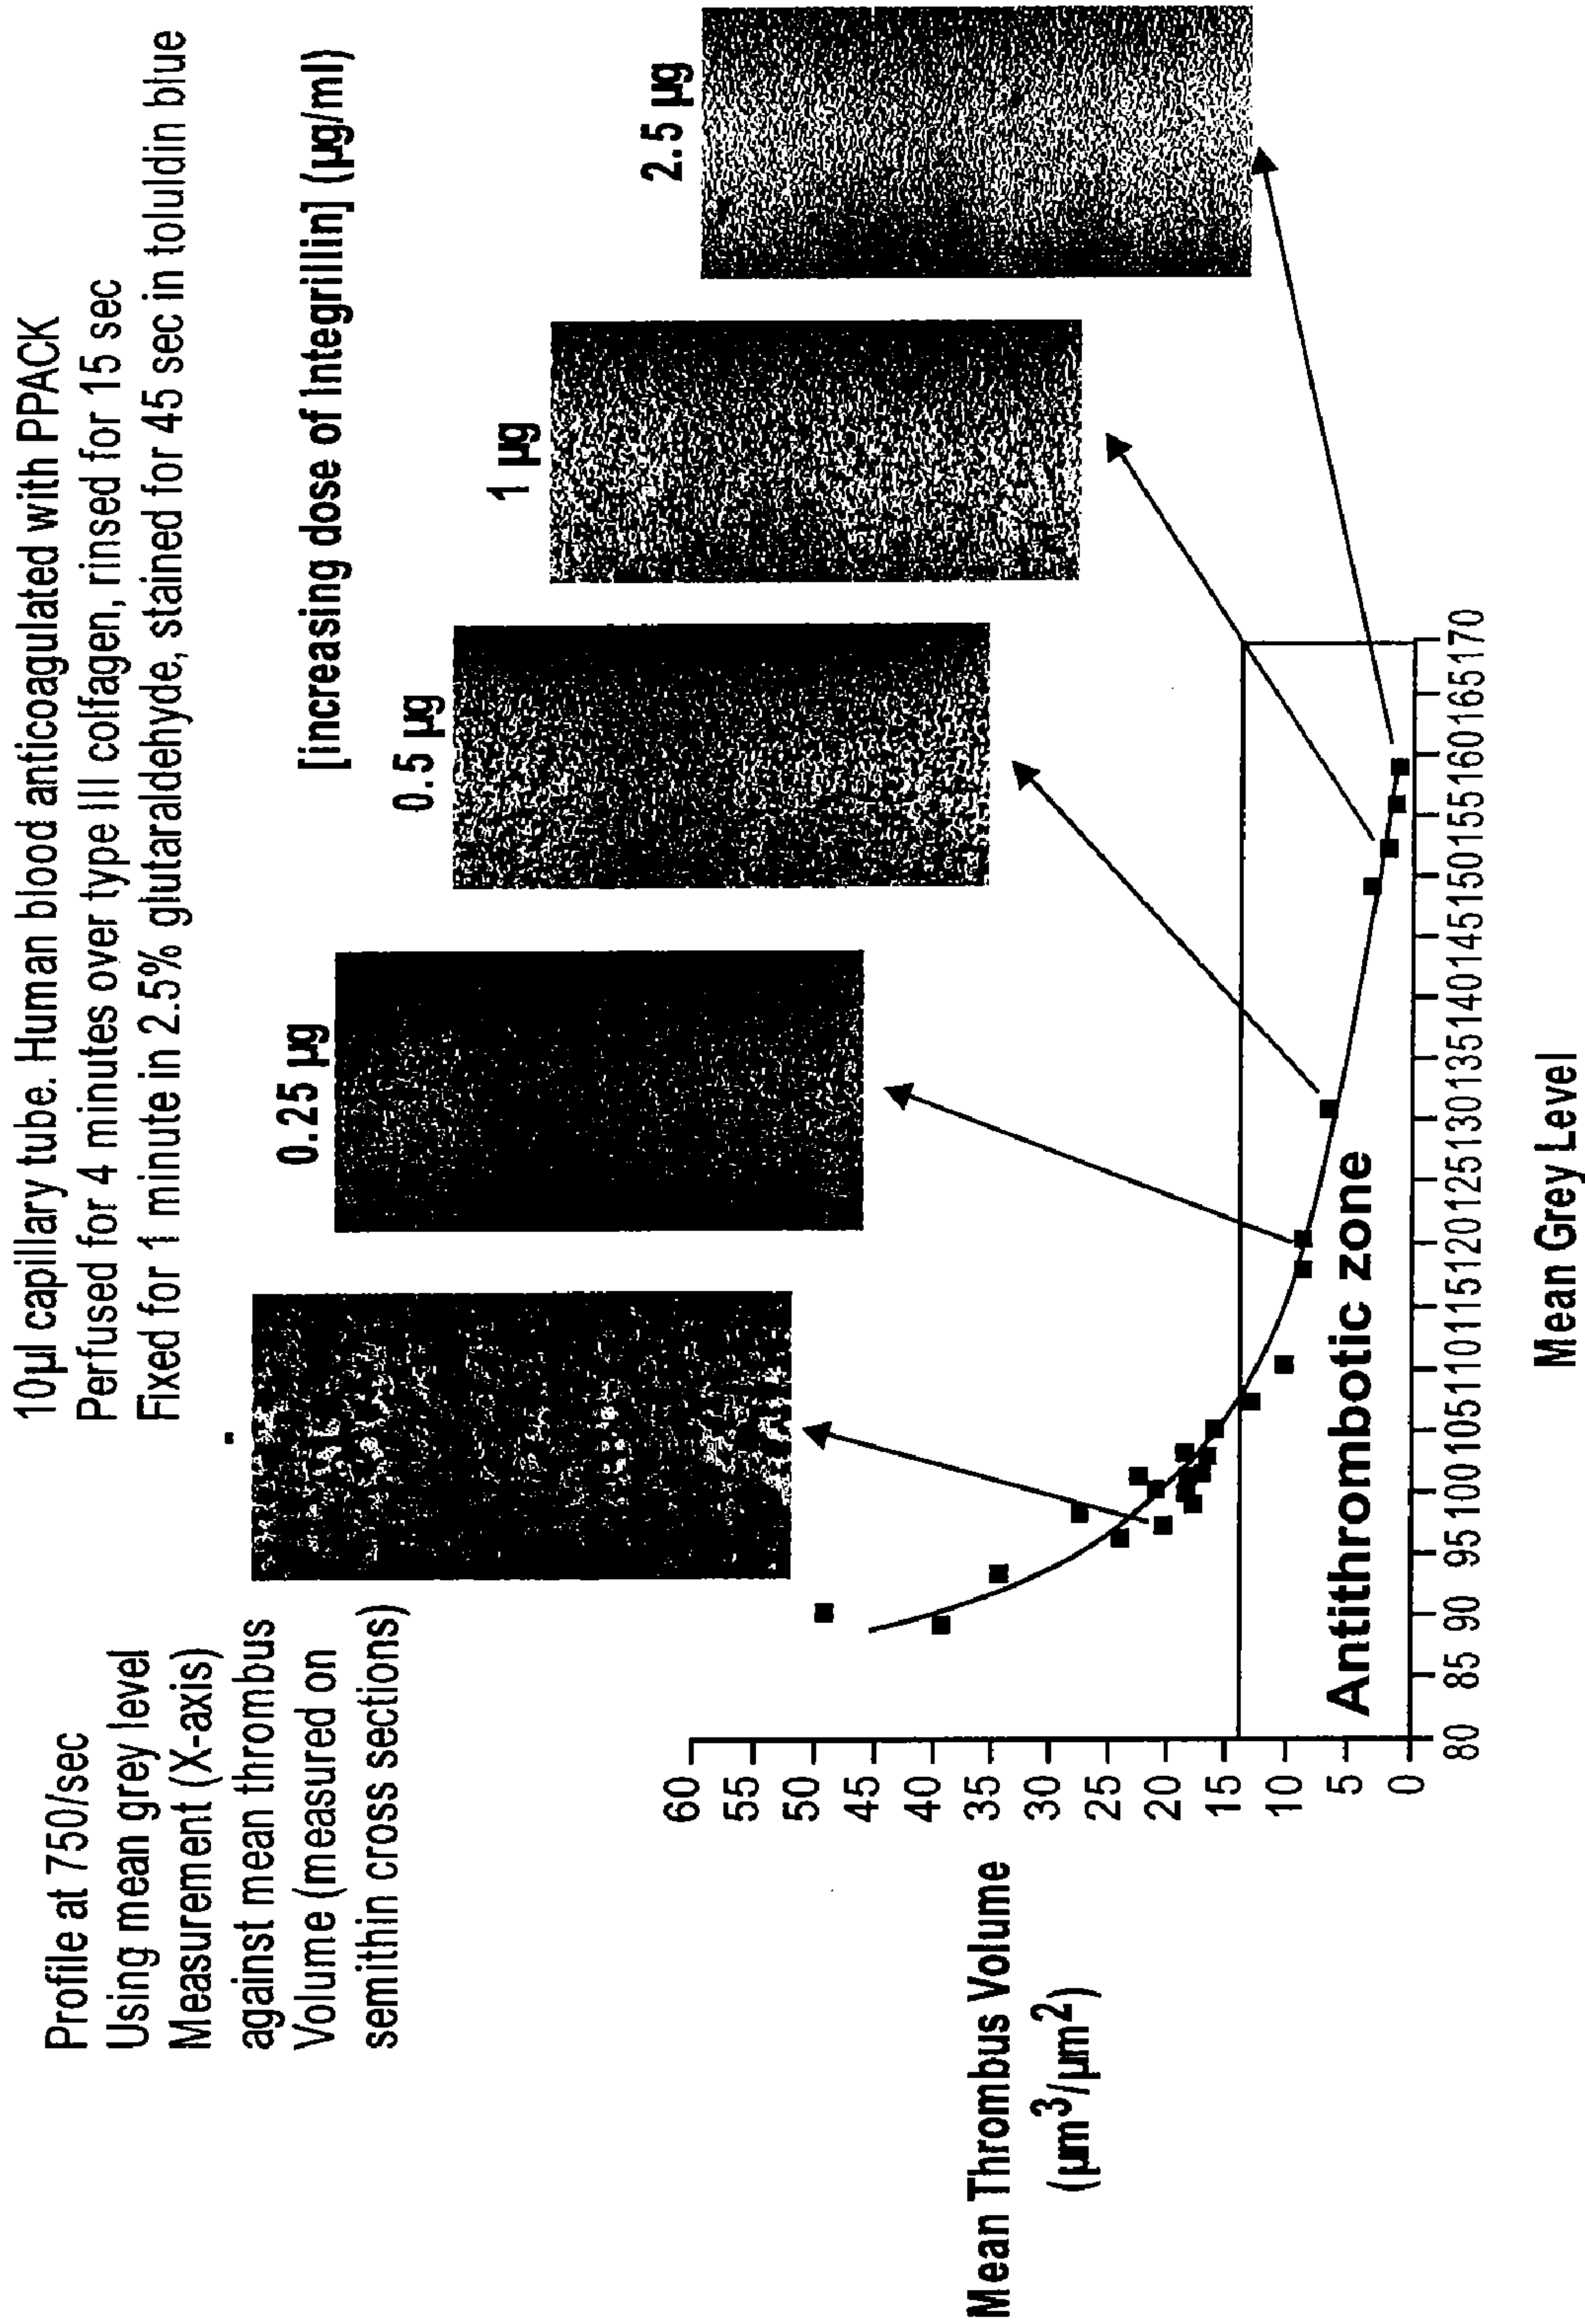 10µl capillary tube. Human blood anticoagulated with PPACK
Perfused for 4 minutes over type III colfagen, rinsed for 15 sec
Fixed for 1 minute in 2.5% glutaraldehyde, stained for 45 sec in toluldin blue
Profile at 750/sec
Using mean grey level
Measurement (X-axis)
against mean thrombus
Volume (measured on
semithin cross sections)
[increasing dose of Integrillin] (µg/ml)
-
0.25 µg
0.5 µg
1 µg
2.5 µg
Mean Thrombus Volume
(µm³/µm²)
60
55
50
45
40
35
30
25
20
15
10
5
0
Antithrombotic zone
80 85 90 95 100 105 110 115 120 125 130 135 140 145 150 155 160 165 170
Mean Grey Level